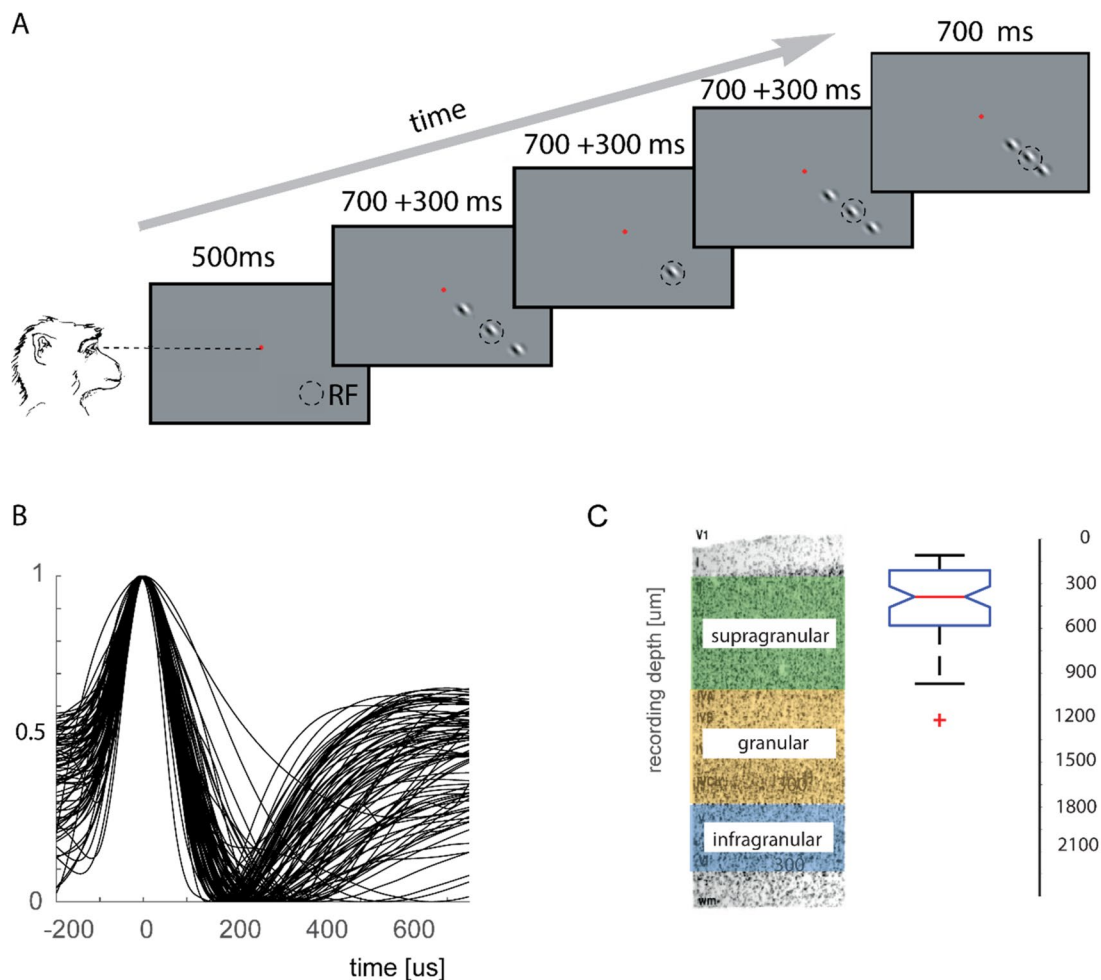 A
700 ms
700 +300 ms
time
700 +300 ms
700 +300 ms
500ms
RF
B
1
0.5
0
-200 0 200 400 600
time [us]
C
recording depth [um]
V1
I
supragranular
granular
infragranular
300
wm
0
300
600
900
1200
1500
1800
2100